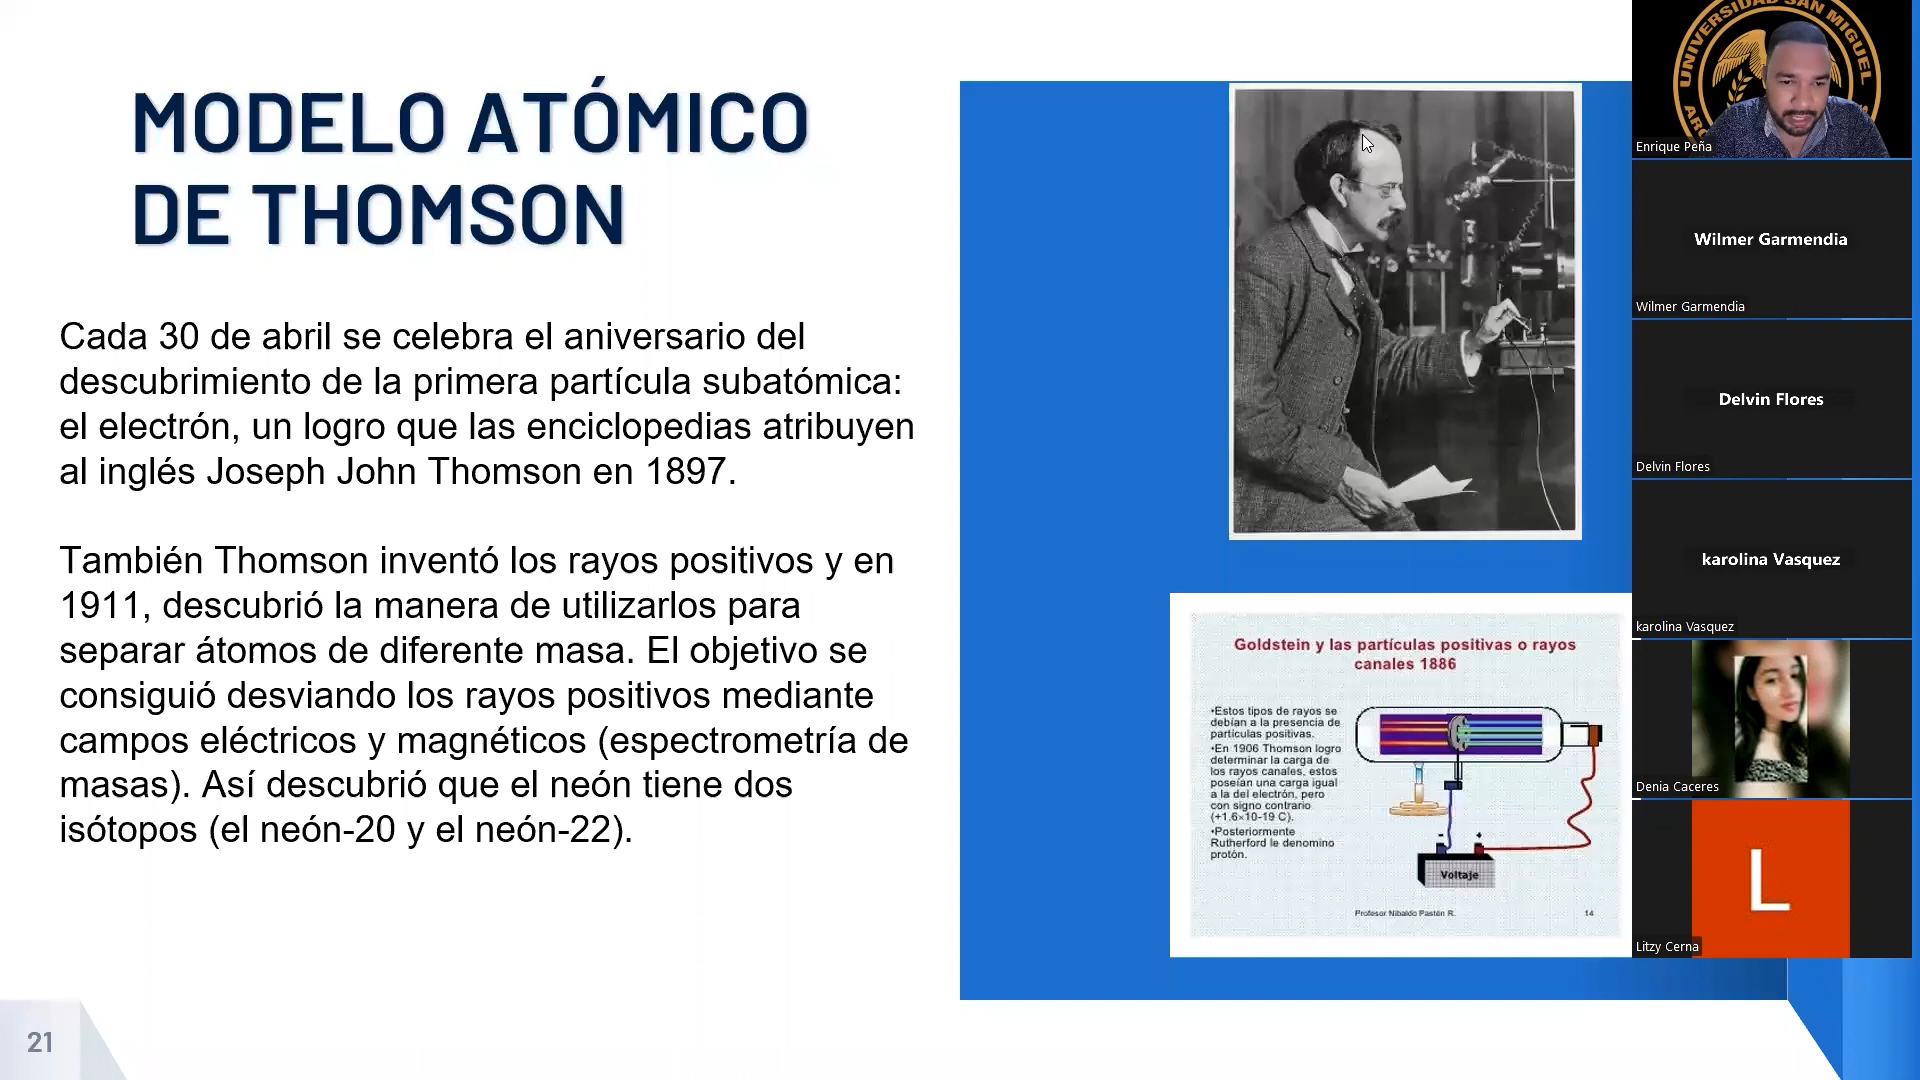 MODELO ATÓMICO
DE THOMSON
Cada 30 de abril se celebra el aniversario del
descubrimiento de la primera partícula subatómica:
el electrón, un logro que las enciclopedias atribuyen
al inglés Joseph John Thomson en 1897.
También Thomson inventó los rayos positivos y en
1911, descubrió la manera de utilizarlos para
separar átomos de diferente masa. El objetivo se
consiguió desviando los rayos positivos mediante
campos eléctricos y magnéticos (espectrometría de
masas). Así descubrió que el neón tiene dos
isótopos (el neón-20 y el neón-22).
21
Goldstein y las partículas positivas o rayos
canales 1886
•Estos tipos de rayos se
debían a la presencia de
partículas positivas.
•En 1906 Thomson logro
determinar la carga de
los rayos canales, estos
poseían una carga igual
a la del electrón, pero
con signo contrario
(+1.6×10-19 C).
•Posteriormente
Rutherford le denomino
protón.
- +
Voltaje
Profesor Nibaldo Pastén R.
14
UNIVERSIDAD SAN MIGUEL
Enrique Peña
Wilmer Garmendia
Wilmer Garmendia
Delvin Flores
Delvin Flores
karolina Vasquez
karolina Vasquez
Denia Caceres
L
Litzy Cerna